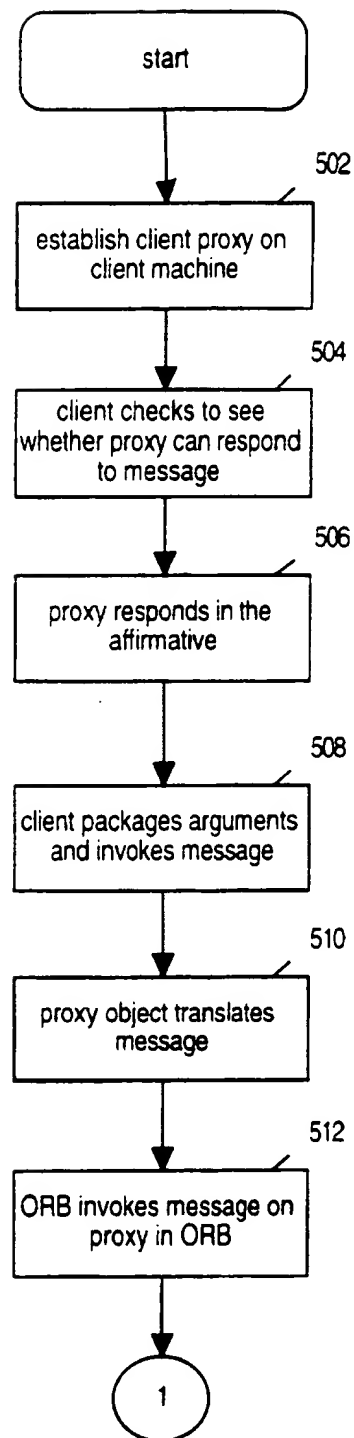 start
502
establish client proxy on
client machine
504
client checks to see
whether proxy can respond
to message
506
proxy responds in the
affirmative
508
client packages arguments
and invokes message
510
proxy object translates
message
512
ORB invokes message on
proxy in ORB
1